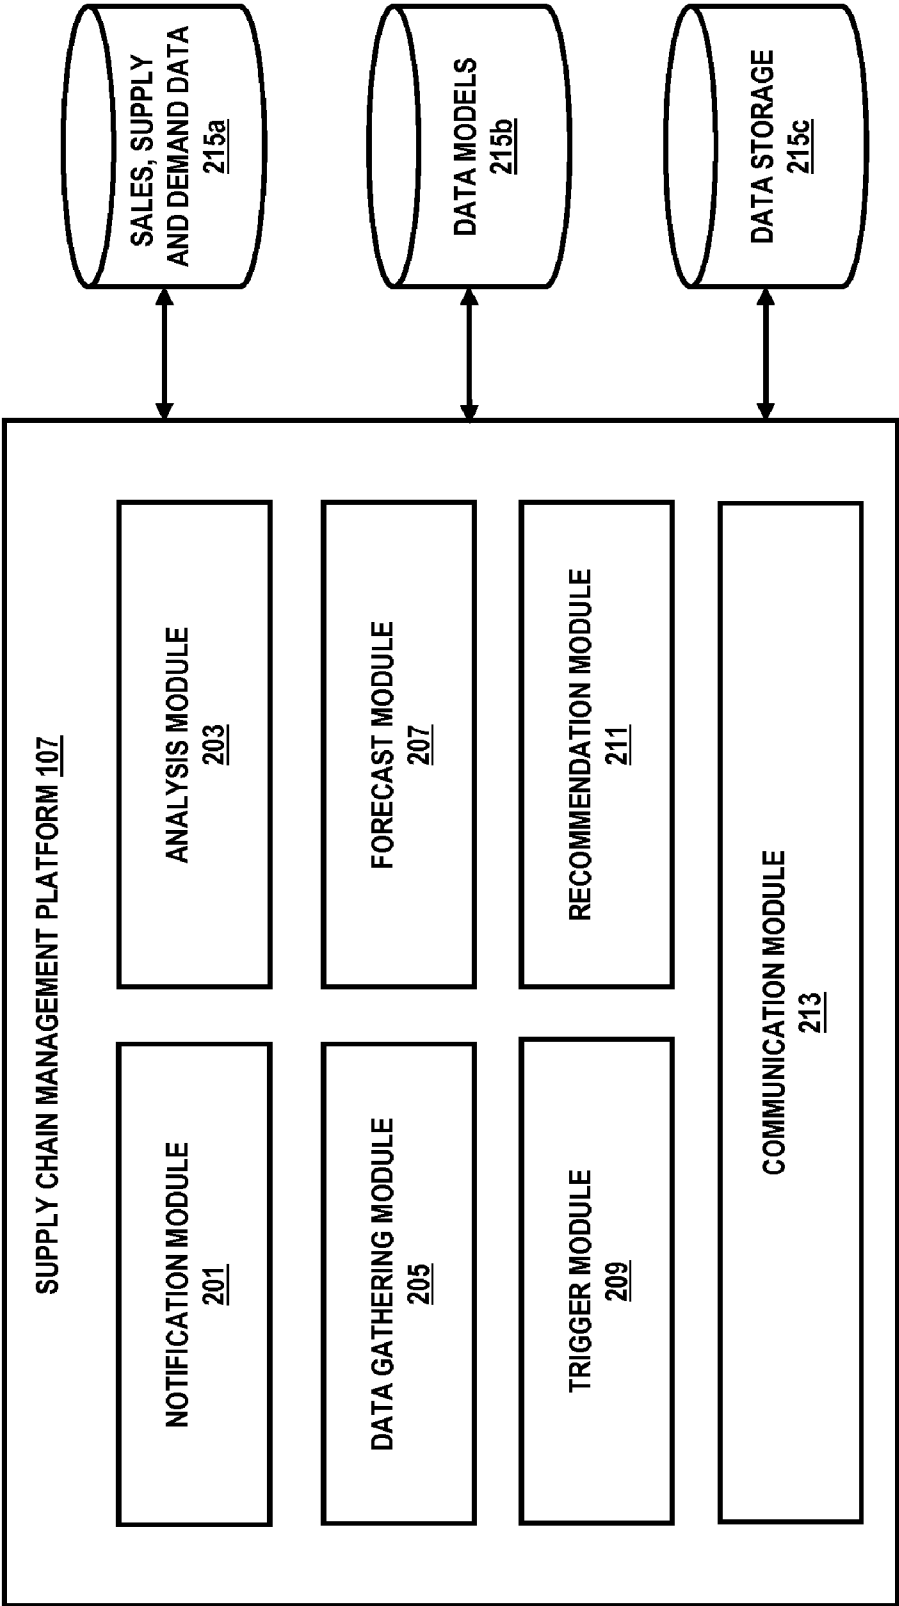 SUPPLY CHAIN MANAGEMENT PLATFORM 107
NOTIFICATION MODULE
201
ANALYSIS MODULE
203
DATA GATHERING MODULE
205
FORECAST MODULE
207
TRIGGER MODULE
209
RECOMMENDATION MODULE
211
COMMUNICATION MODULE
213
SALES, SUPPLY
AND DEMAND DATA
215a
DATA MODELS
215b
DATA STORAGE
215c